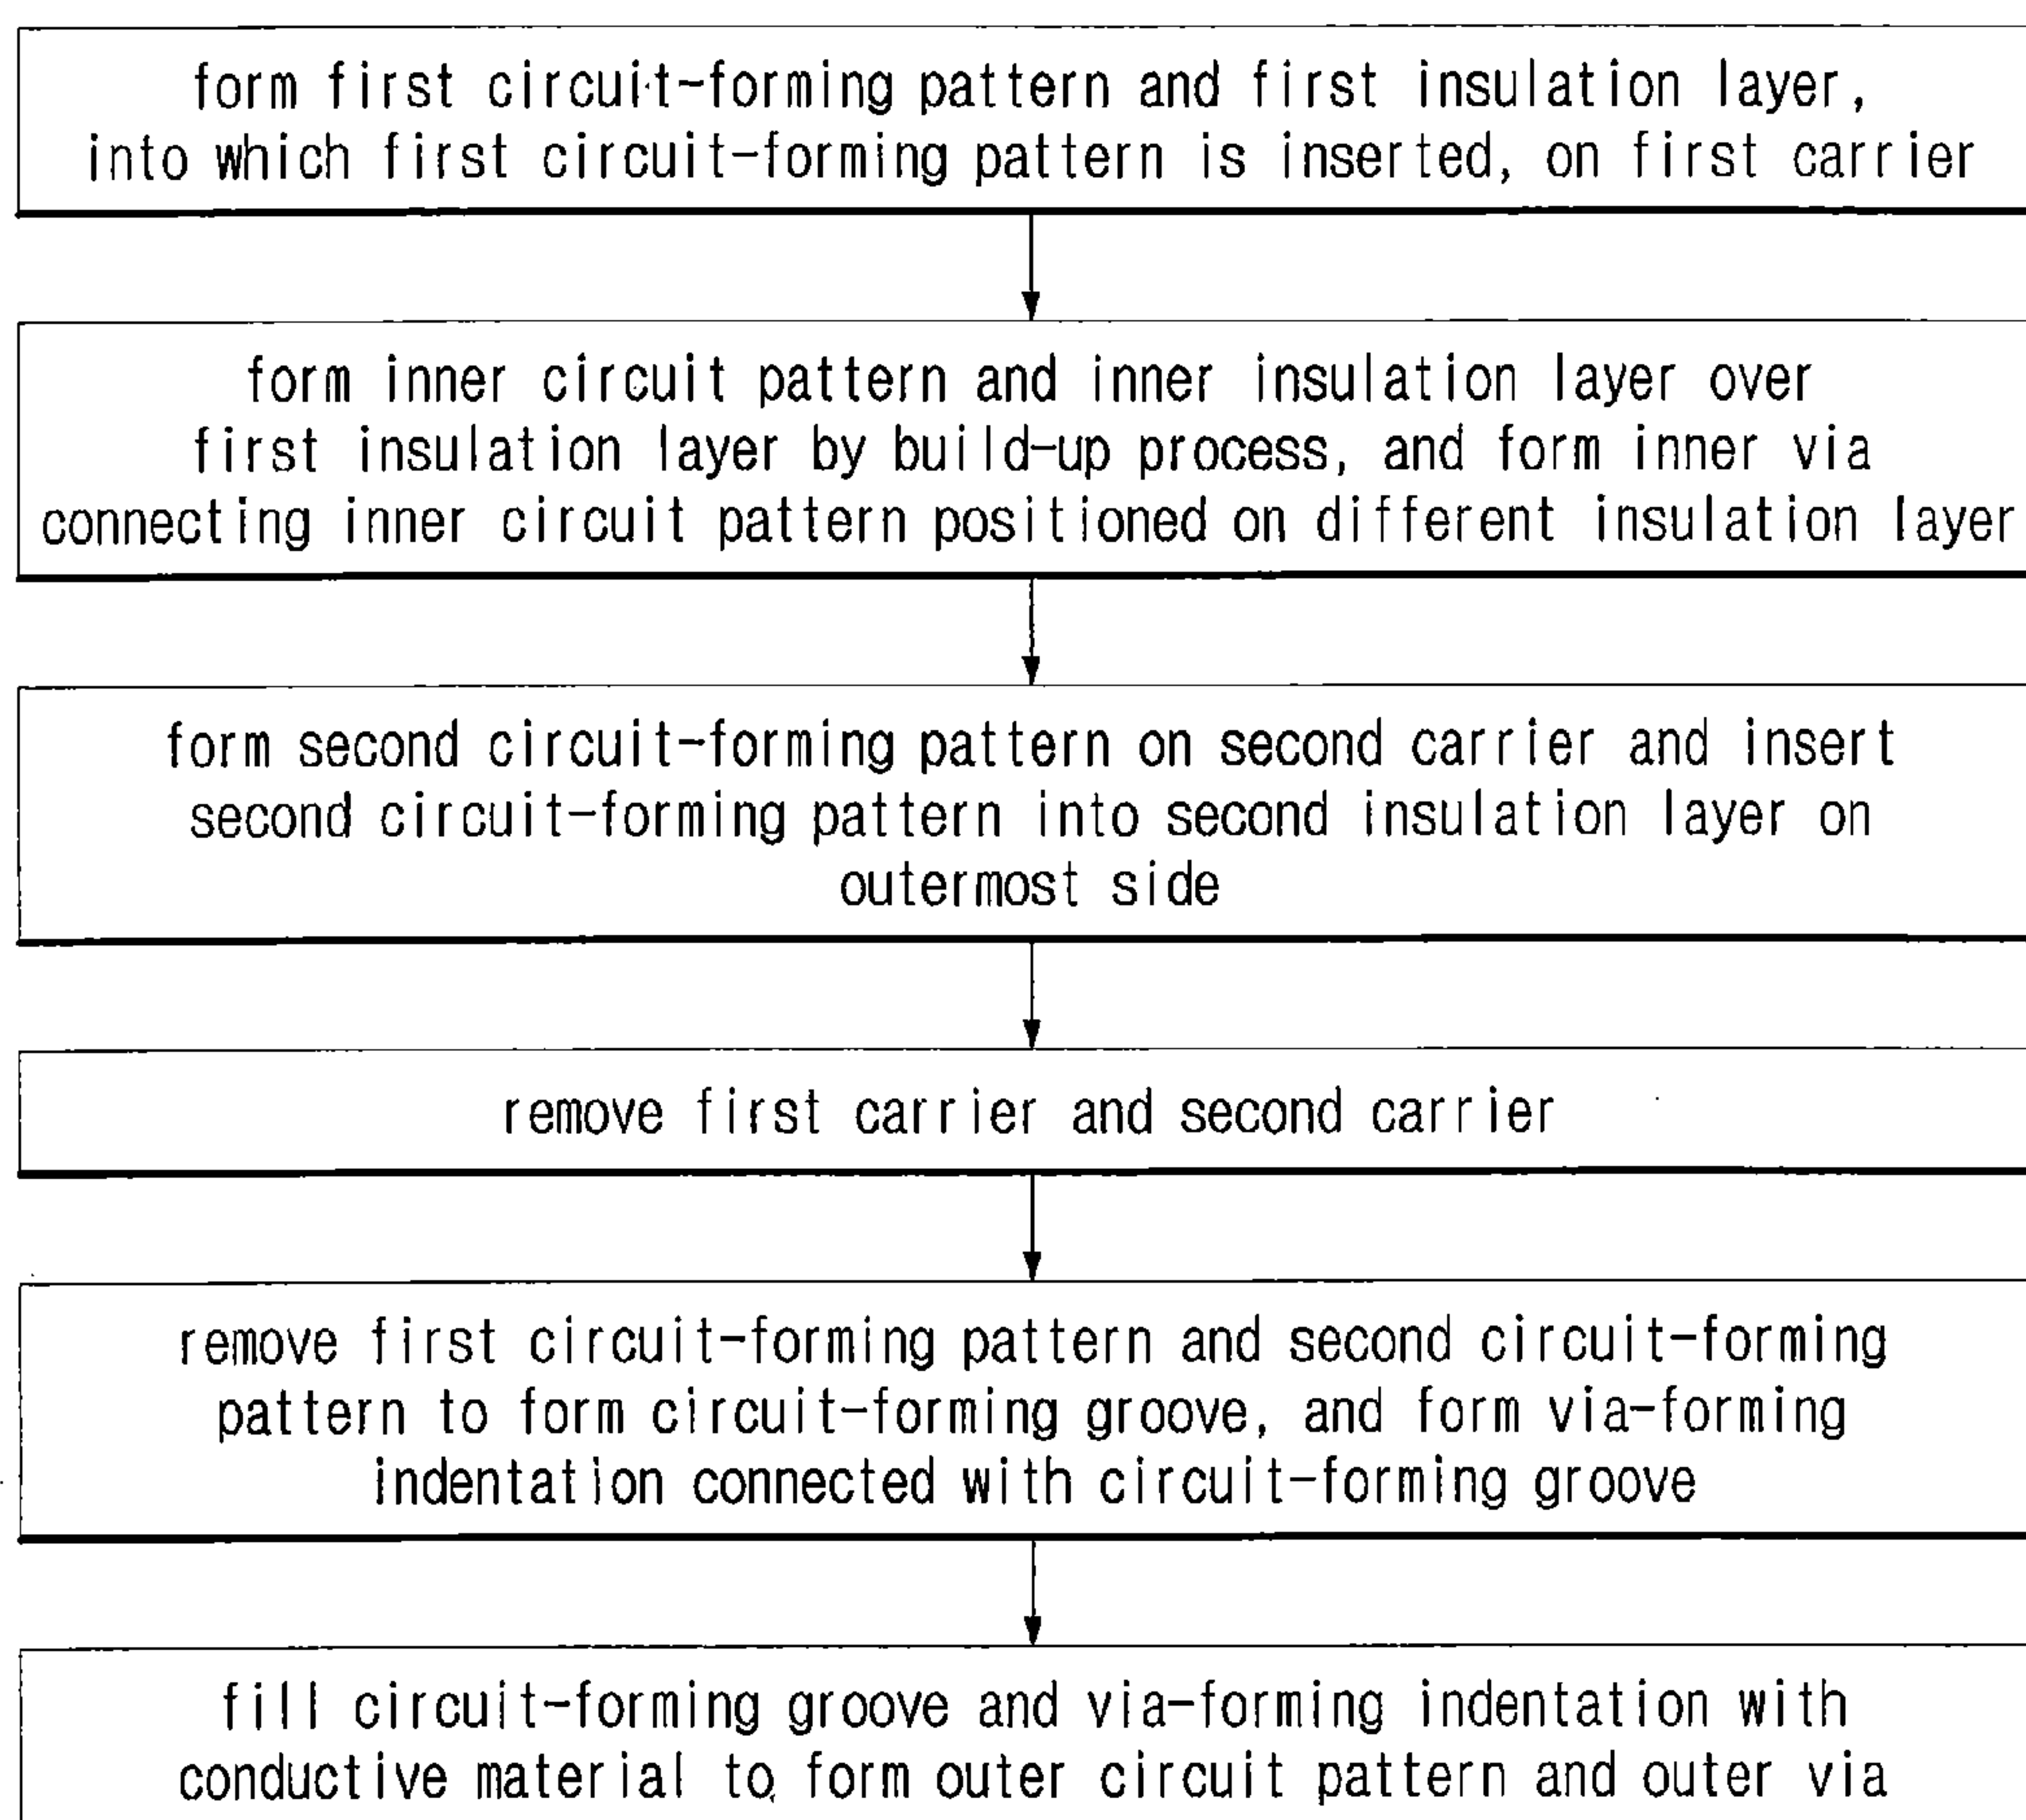 form first circuit-forming pattern and first insulation layer,
into which first circuit-forming pattern is inserted, on first carrier
form inner circuit pattern and inner insulation layer over
first insulation layer by build-up process, and form inner via
connecting inner circuit pattern positioned on different insulation layer
form second circuit-forming pattern on second carrier and insert
second circuit-forming pattern into second insulation layer on
outermost side
remove first carrier and second carrier
remove first circuit-forming pattern and second circuit-forming
pattern to form circuit-forming groove, and form via-forming
indentation connected with circuit-forming groove
fill circuit-forming groove and via-forming indentation with
conductive material to form outer circuit pattern and outer via